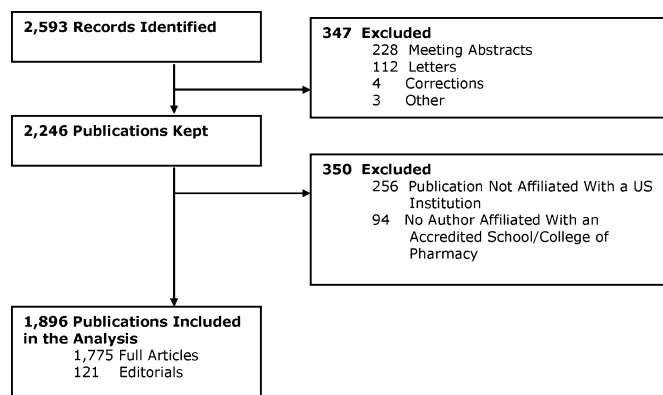 2,593 Records Identified
347 Excluded
228 Meeting Abstracts
112 Letters
4 Corrections
3 Other
2,246 Publications Kept
350 Excluded
256 Publication Not Affiliated With a US
Institution
94 No Author Affiliated With an
Accredited School/College of
Pharmacy
1,896 Publications Included
in the Analysis
1,775 Full Articles
121 Editorials